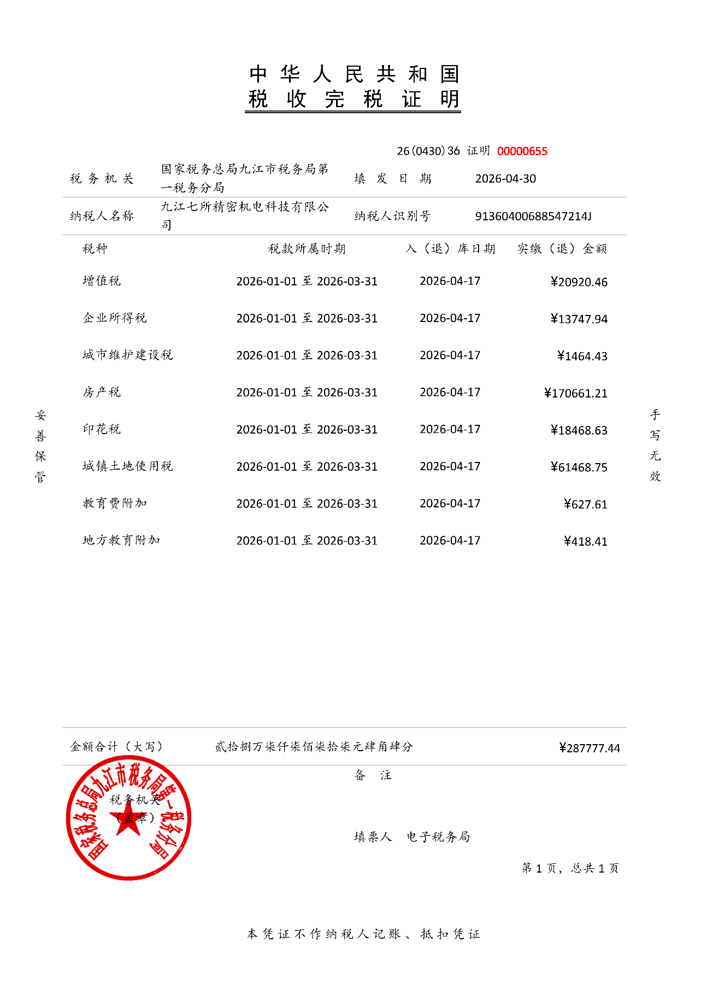 中华人民共和国
税收完税证明
26(0430)36 证明 00000655
税务机关 国家税务总局九江市税务局第一税务分局 填发日期 2026-04-30
纳税人名称 九江七所精密机电科技有限公司 纳税人识别号 91360400688547214J
税种 税款所属时期 入（退）库日期 实缴（退）金额
增值税 2026-01-01 至 2026-03-31 2026-04-17 ¥20920.46
企业所得税 2026-01-01 至 2026-03-31 2026-04-17 ¥13747.94
城市维护建设税 2026-01-01 至 2026-03-31 2026-04-17 ¥1464.43
房产税 2026-01-01 至 2026-03-31 2026-04-17 ¥170661.21
印花税 2026-01-01 至 2026-03-31 2026-04-17 ¥18468.63
城镇土地使用税 2026-01-01 至 2026-03-31 2026-04-17 ¥61468.75
教育费附加 2026-01-01 至 2026-03-31 2026-04-17 ¥627.61
地方教育附加 2026-01-01 至 2026-03-31 2026-04-17 ¥418.41
妥善保管
手写无效
金额合计（大写） 贰拾捌万柒仟柒佰柒拾柒元肆角肆分 ¥287777.44
国家税务总局九江市税务局第一税务分局
税务机关
（盖章）
备 注
填票人 电子税务局
第 1 页，总共 1 页
本凭证不作纳税人记账、抵扣凭证